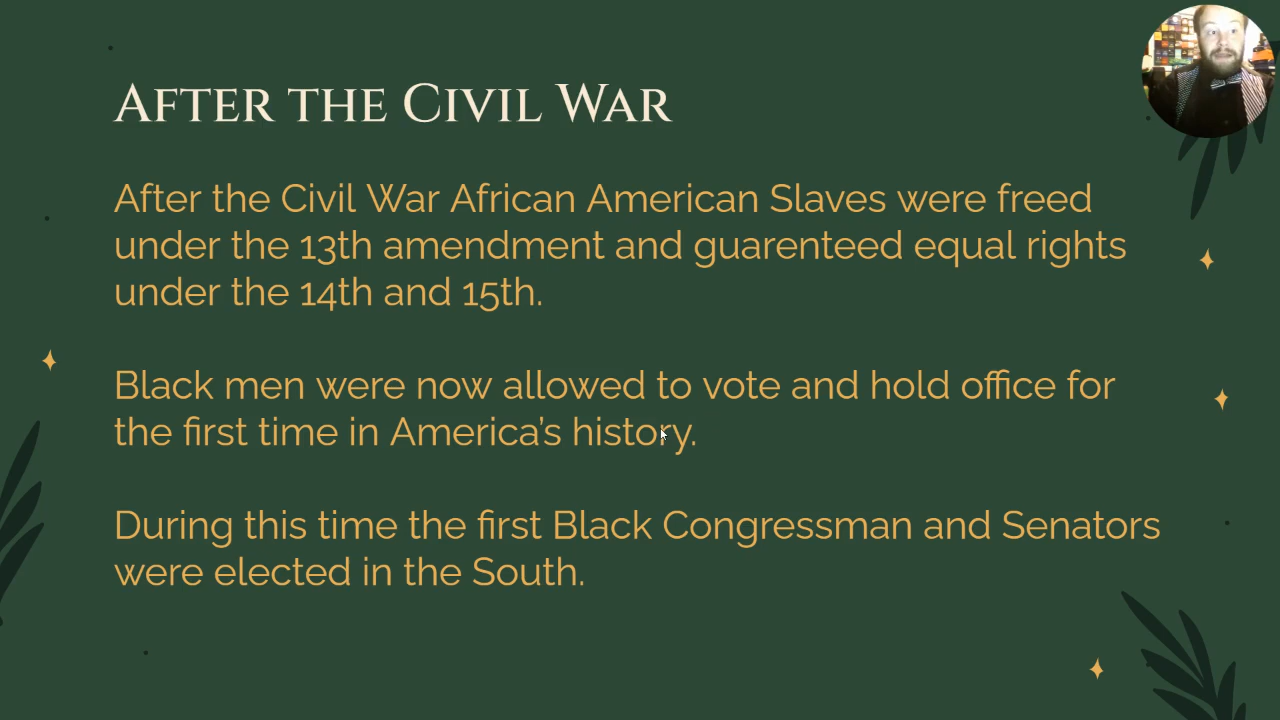 After the Civil War
After the Civil War African American Slaves were freed
under the 13th amendment and guarenteed equal rights
under the 14th and 15th.
Black men were now allowed to vote and hold office for
the first time in America's history.
During this time the first Black Congressman and Senators
were elected in the South.